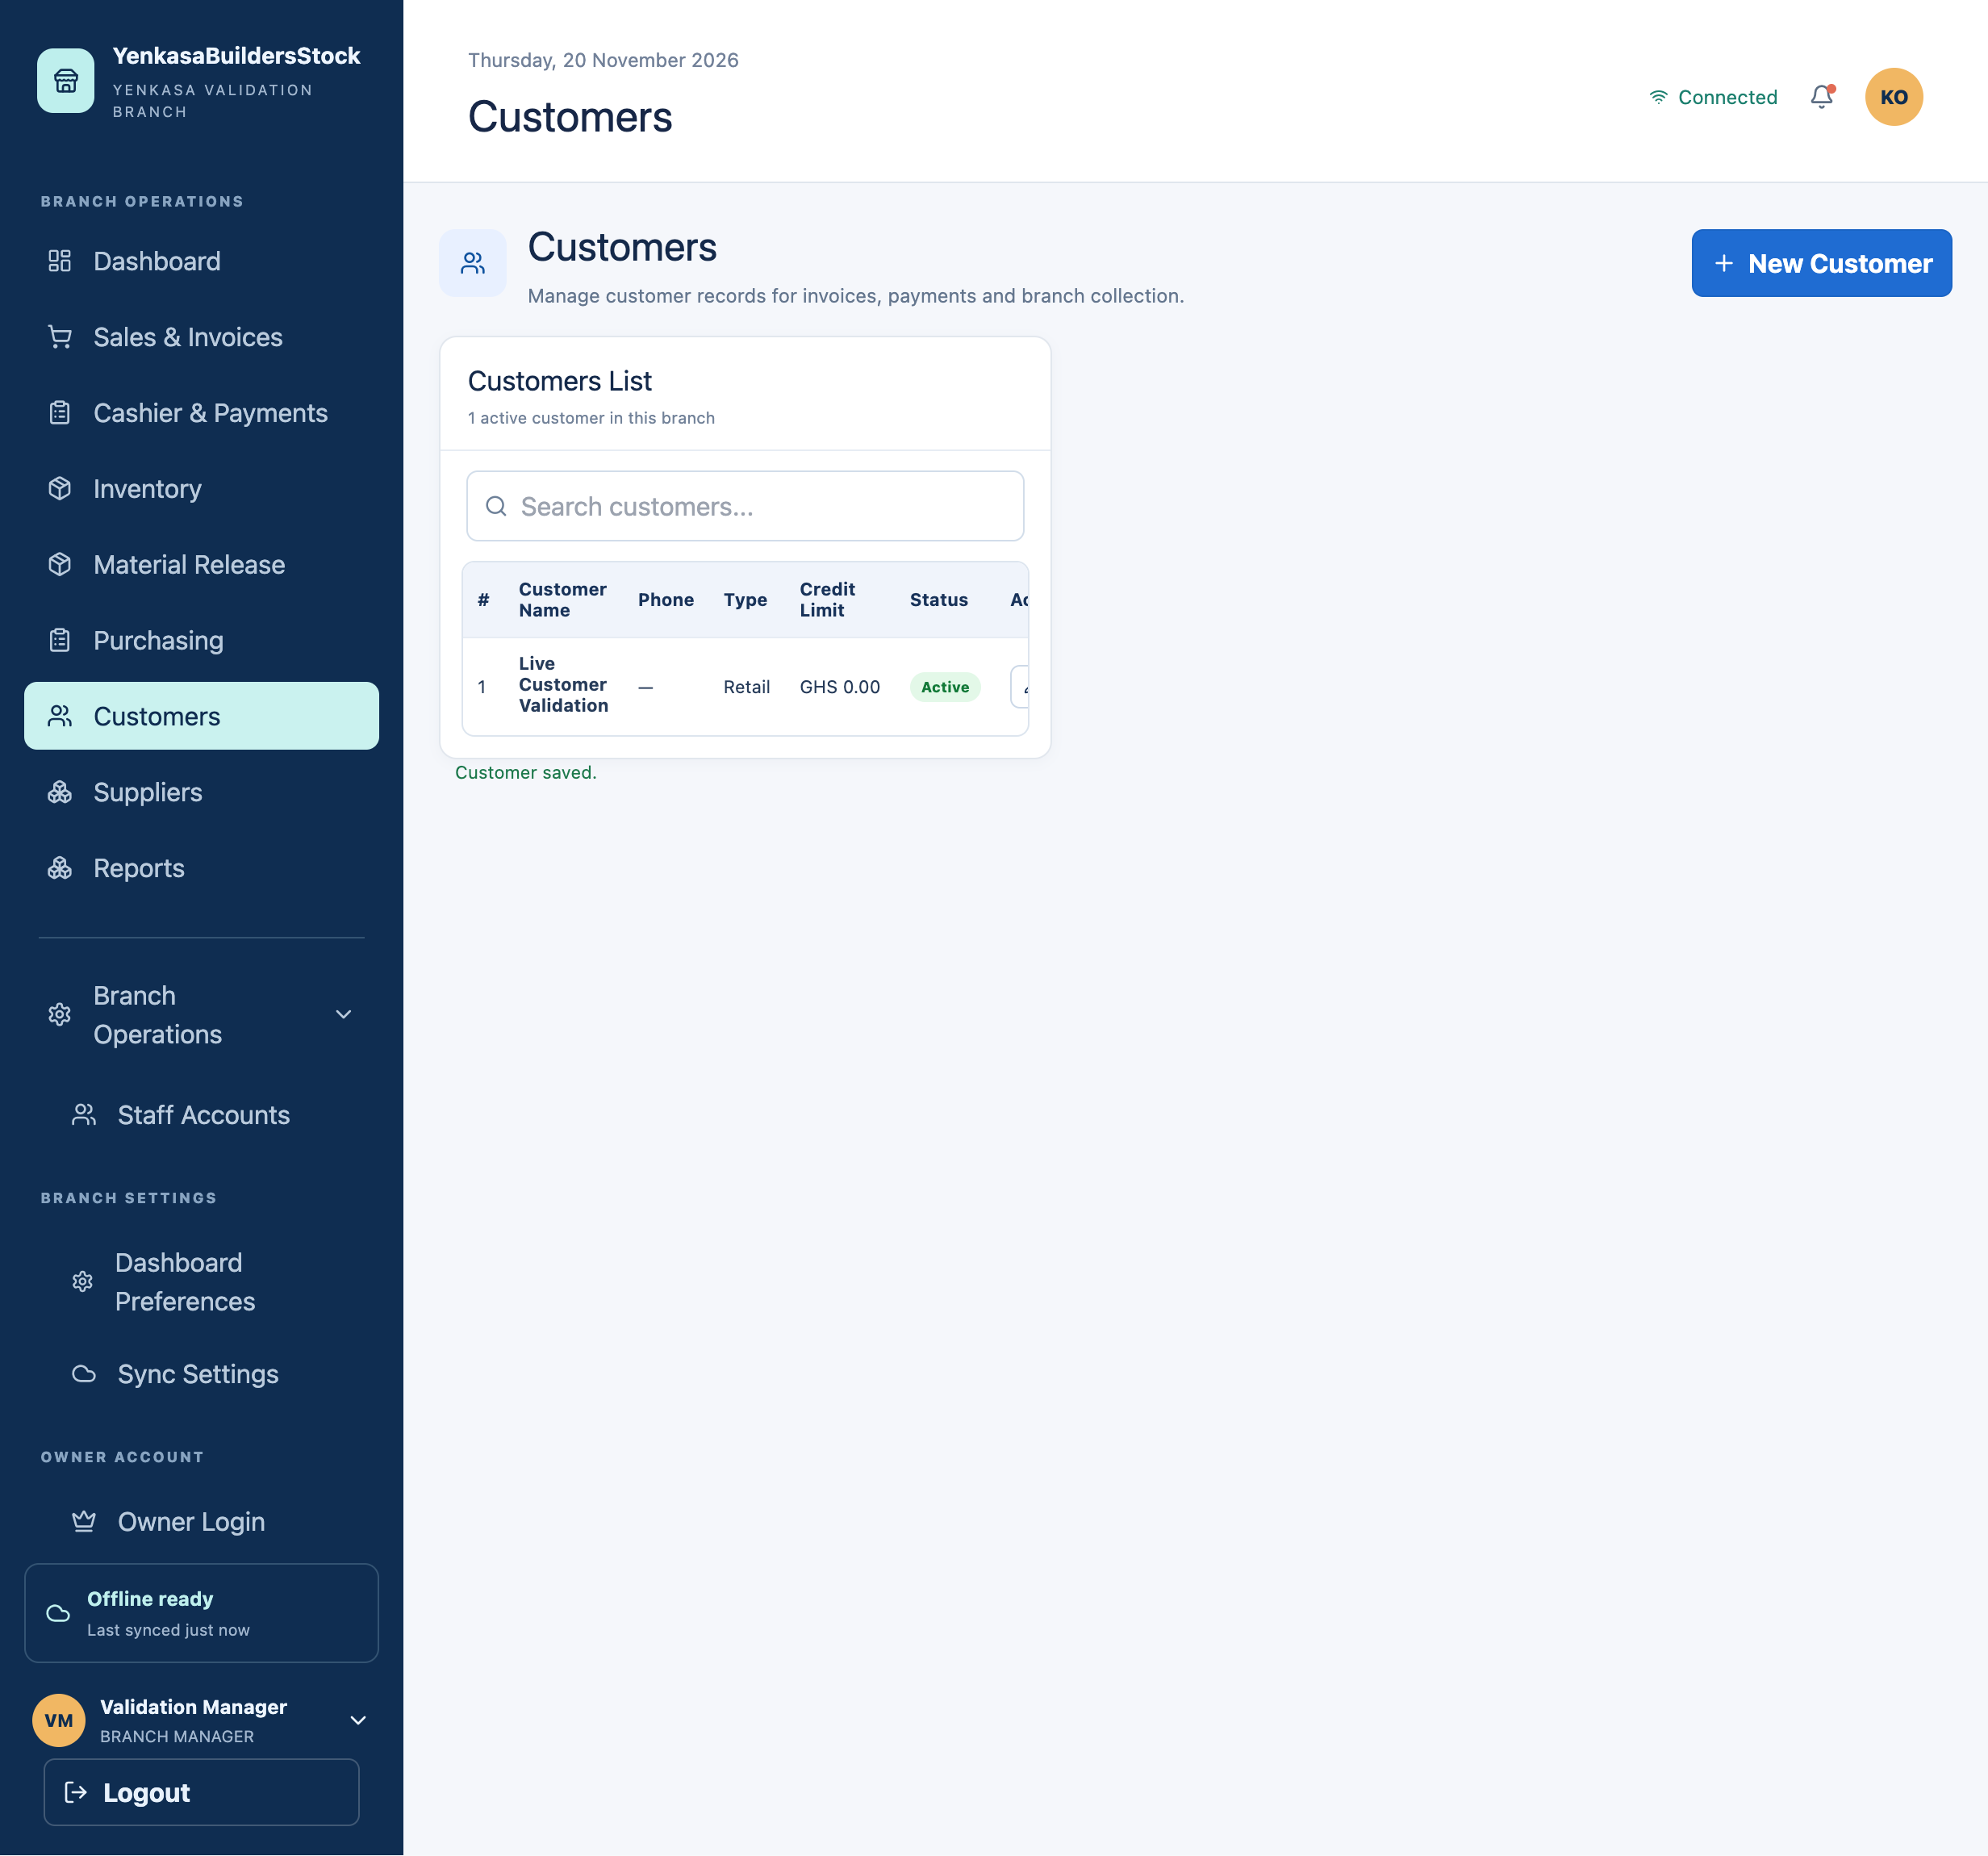 YenkasaBuildersStock
YENKASA VALIDATION
BRANCH
BRANCH OPERATIONS
Dashboard
Sales & Invoices
Cashier & Payments
Inventory
Material Release
Purchasing
Customers
Suppliers
Reports
Branch
Operations
Staff Accounts
BRANCH SETTINGS
Dashboard
Preferences
Sync Settings
OWNER ACCOUNT
Owner Login
Offline ready
Last synced just now
VM
Validation Manager
BRANCH MANAGER
Logout
Thursday, 20 November 2026
Customers
Connected
KO
Customers
Manage customer records for invoices, payments and branch collection.
+ New Customer
Customers List
1 active customer in this branch
Search customers...
# Customer Name Phone Type Credit Limit Status Ac
1 Live Customer Validation — Retail GHS 0.00 Active
Customer saved.